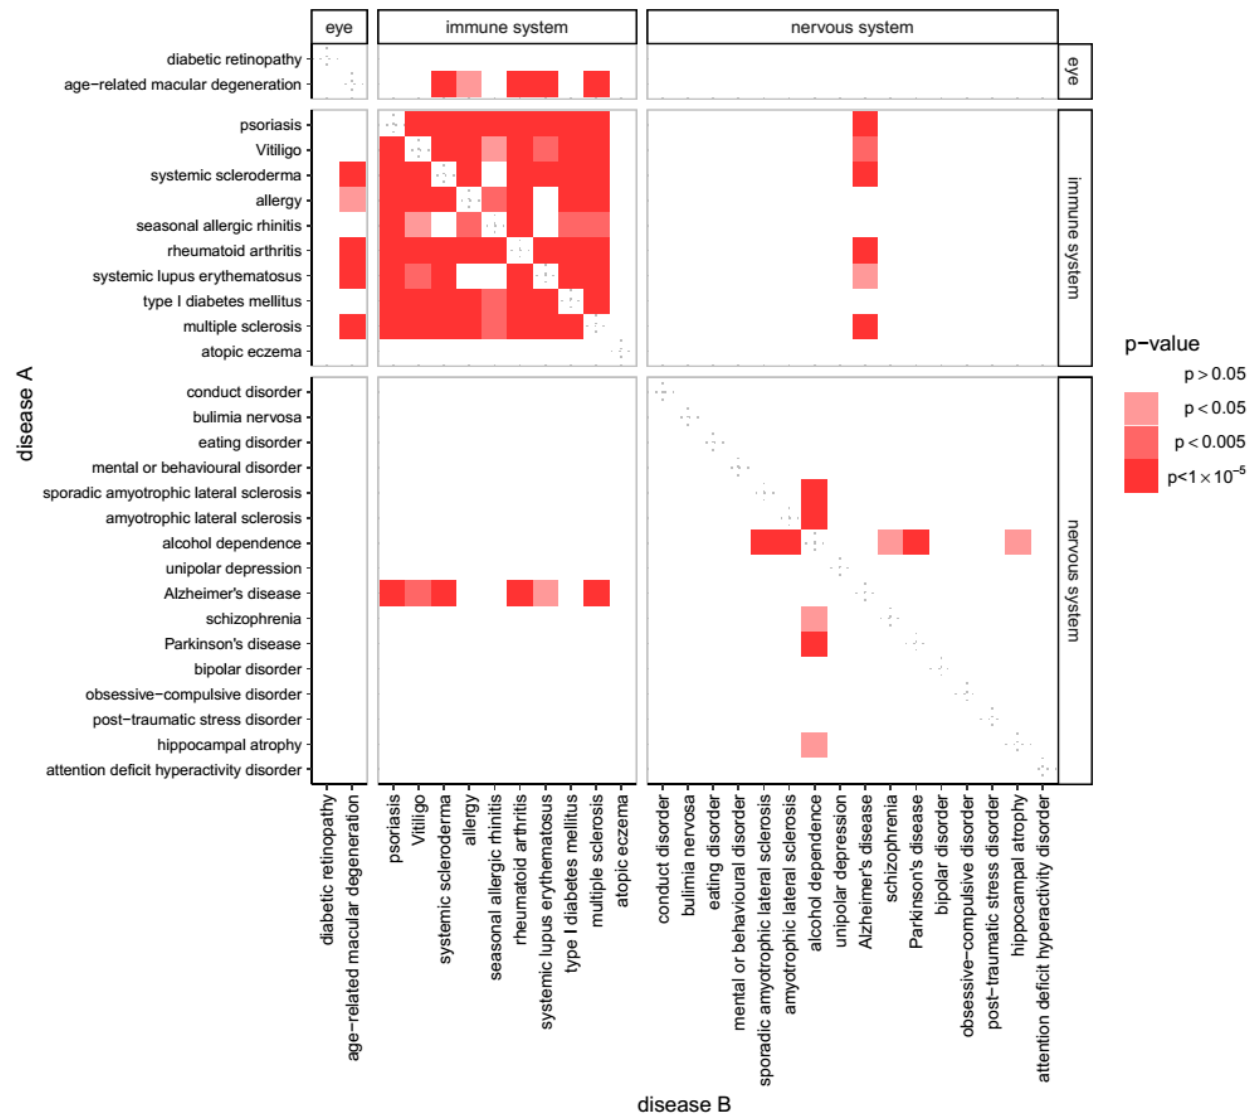 eye
immune system
nervous system
diabetic retinopathy
age-related macular degeneration
eye
psoriasis
Vitiligo
systemic scleroderma
allergy
seasonal allergic rhinitis
rheumatoid arthritis
systemic lupus erythematosus
type I diabetes mellitus
multiple sclerosis
atopic eczema
immune system
disease A
conduct disorder
bulimia nervosa
eating disorder
mental or behavioural disorder
sporadic amyotrophic lateral sclerosis
amyotrophic lateral sclerosis
alcohol dependence
unipolar depression
Alzheimer's disease
schizophrenia
Parkinson's disease
bipolar disorder
obsessive-compulsive disorder
post-traumatic stress disorder
hippocampal atrophy
attention deficit hyperactivity disorder
nervous system
p-value
p > 0.05
p < 0.05
p < 0.005
p<1 × 10⁻⁵
diabetic retinopathy
age-related macular degeneration
psoriasis
Vitiligo
systemic scleroderma
allergy
seasonal allergic rhinitis
rheumatoid arthritis
systemic lupus erythematosus
type I diabetes mellitus
multiple sclerosis
atopic eczema
conduct disorder
bulimia nervosa
eating disorder
mental or behavioural disorder
sporadic amyotrophic lateral sclerosis
amyotrophic lateral sclerosis
alcohol dependence
unipolar depression
Alzheimer's disease
schizophrenia
Parkinson's disease
bipolar disorder
obsessive-compulsive disorder
post-traumatic stress disorder
hippocampal atrophy
attention deficit hyperactivity disorder
disease B